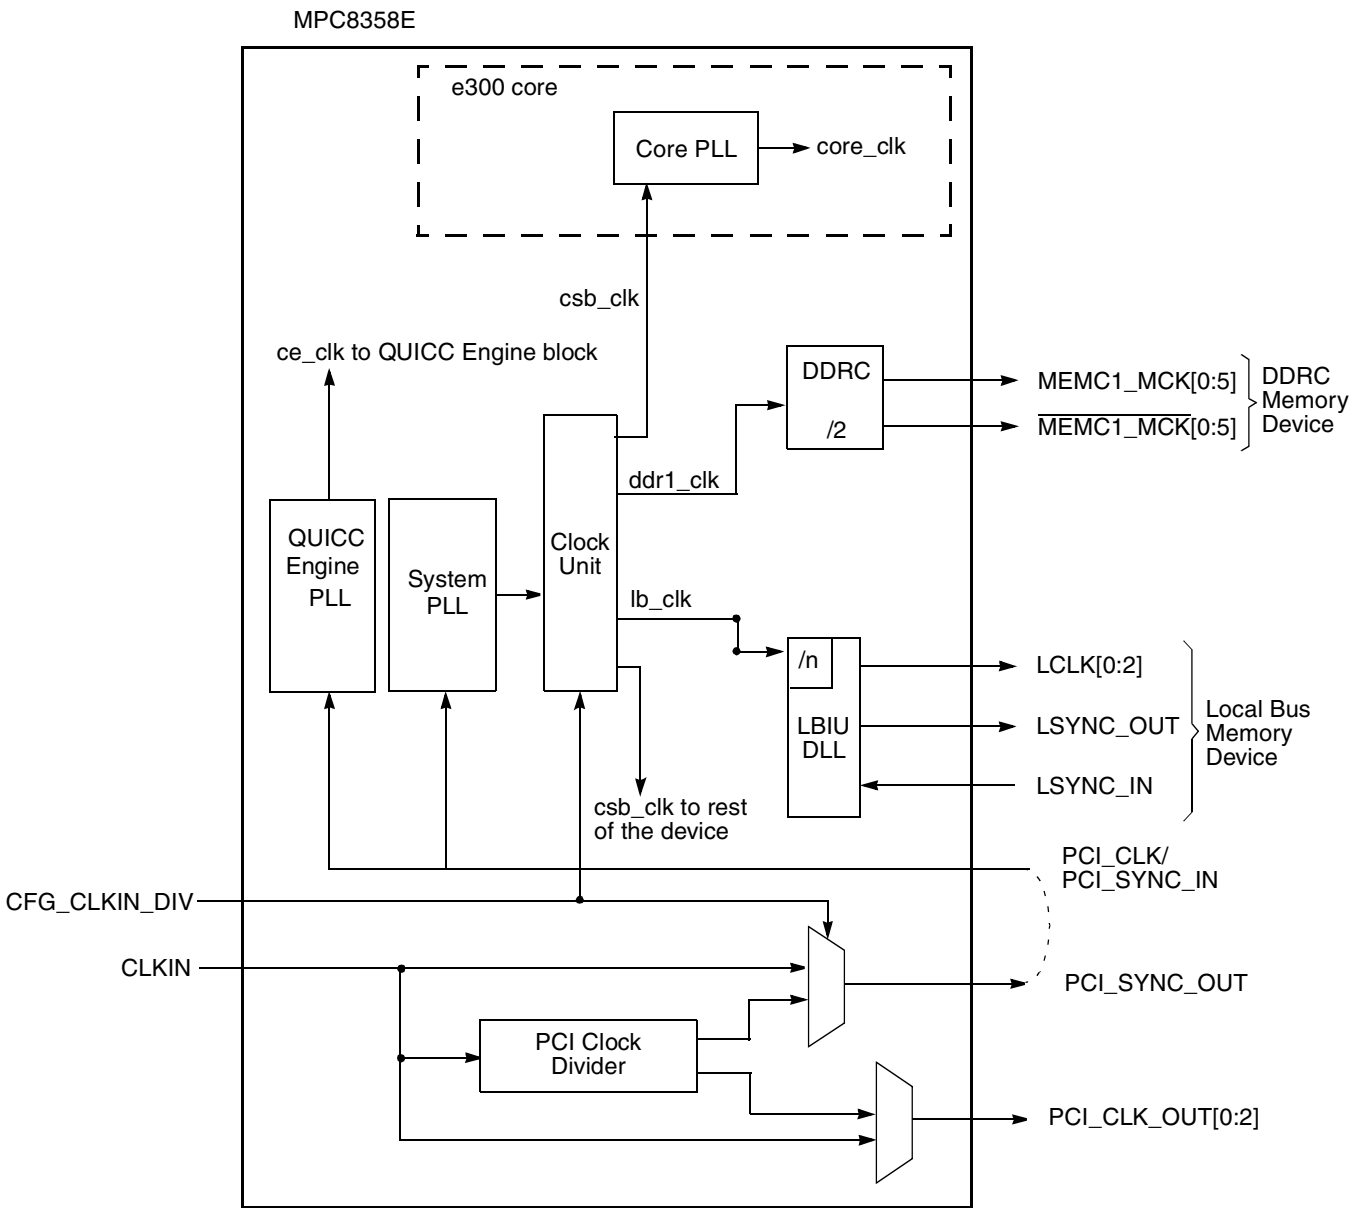 MPC8358E
e300 core
Core PLL
core_clk
csb_clk
ce_clk to QUICC Engine block
DDRC
/2
MEMC1_MCK[0:5]
MEMC1_MCK[0:5]
DDRC
Memory
Device
ddr1_clk
QUICC
Engine
PLL
System
PLL
Clock
Unit
lb_clk
/n
LBIU
DLL
LCLK[0:2]
LSYNC_OUT
LSYNC_IN
Local Bus
Memory
Device
csb_clk to rest
of the device
PCI_CLK/
PCI_SYNC_IN
CFG_CLKIN_DIV
CLKIN
PCI_SYNC_OUT
PCI Clock
Divider
PCI_CLK_OUT[0:2]